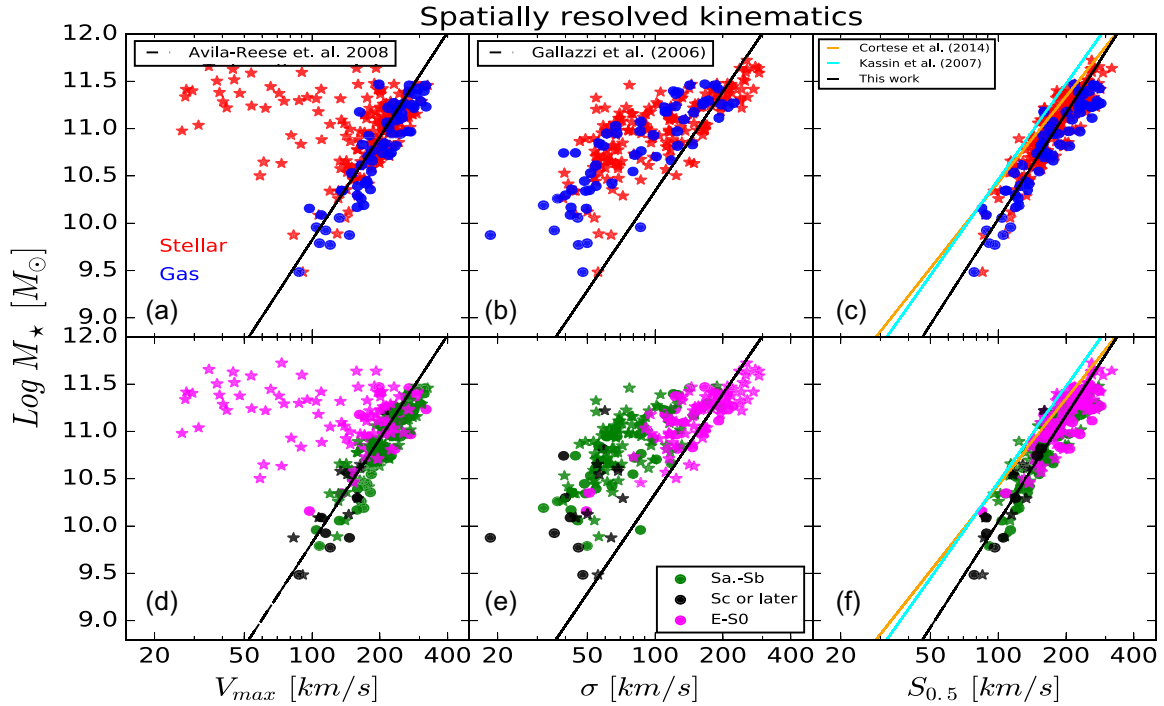 Spatially resolved kinematics
12.0
11.5
11.0
10.5
10.0
9.5
9.0
Avila-Reese et. al. 2008
Stellar
Gas
(a)
Gallazzi et al. (2006)
(b)
Cortese et al. (2014)
Kassin et al. (2007)
This work
(c)
Log M⋆ [M⊙]
12.0
11.5
11.0
10.5
10.0
9.5
9.0
(d)
(e)
Sa.-Sb
Sc or later
E-S0
(f)
20 50 100 200 400
20 50 100 200 400
20 50 100 200 400
Vmax [km/s]
σ [km/s]
S0.5 [km/s]